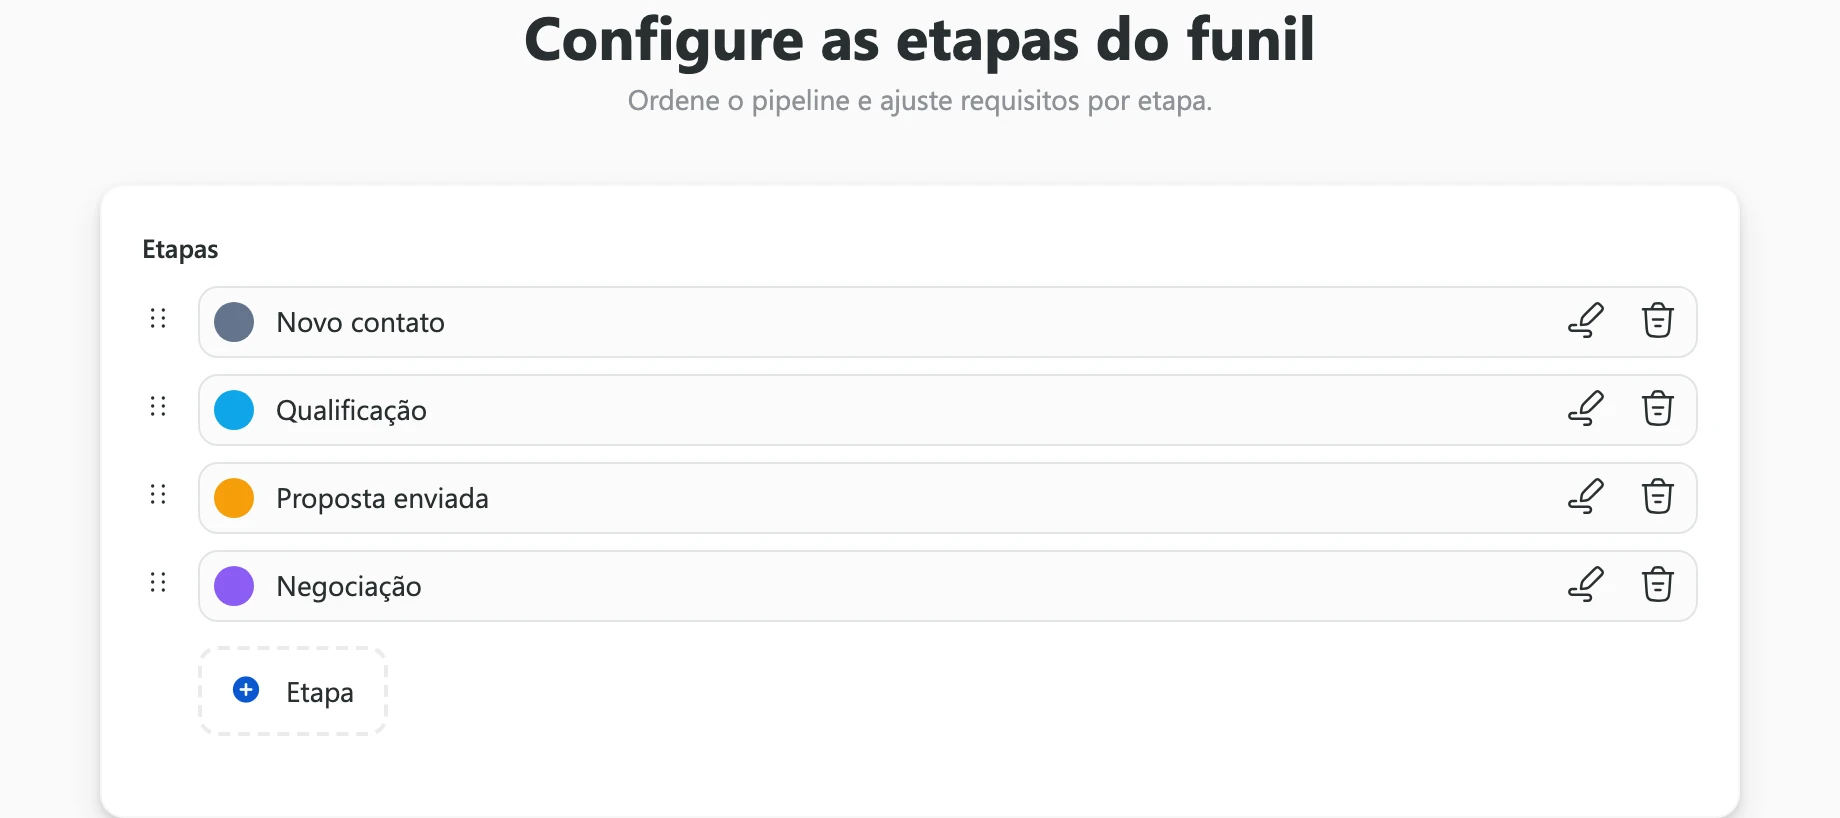 Configure as etapas do funil
Ordene o pipeline e ajuste requisitos por etapa.
Etapas
Novo contato
Qualificação
Proposta enviada
Negociação
Etapa